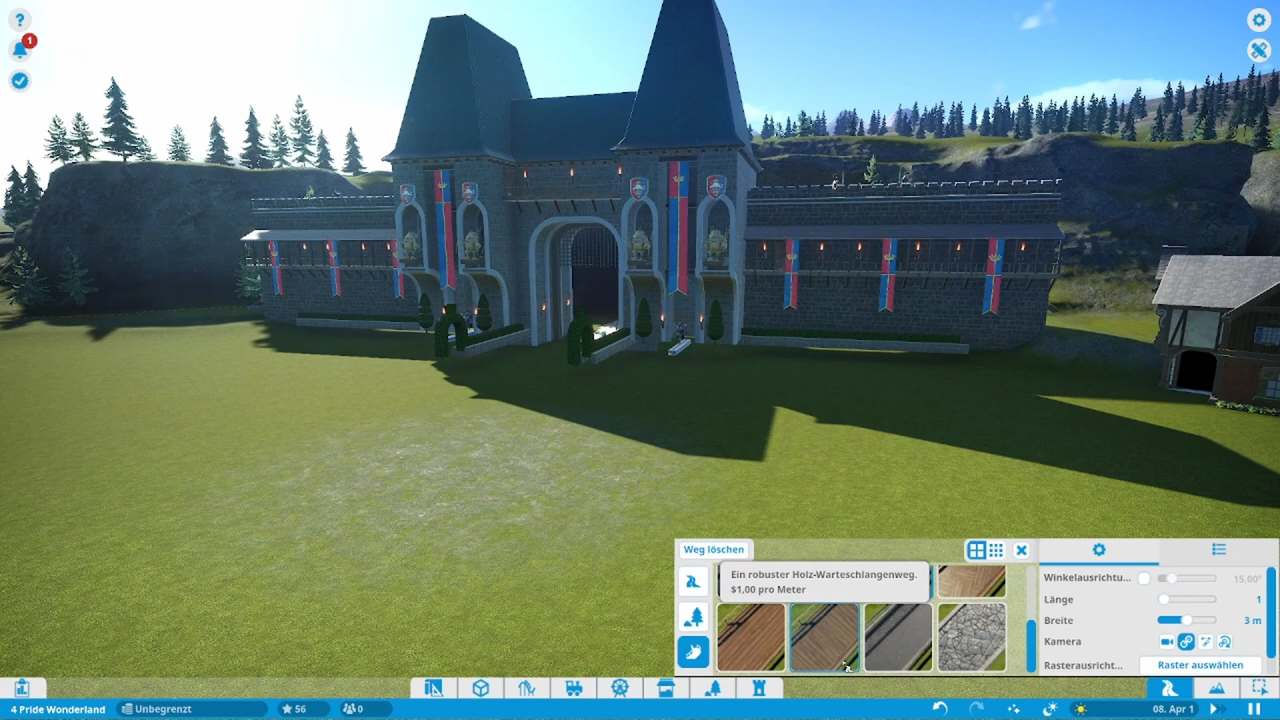 ?
1
Weg löschen
Ein robuster Holz-Warteschlangenweg.
$1,00 pro Meter
Winkelausrichtu... 15.00°
Länge 1
Breite 3 m
Kamera
Rasterausricht... Raster auswählen
4 Pride Wonderland Unbegrenzt 56 0 08. Apr 1